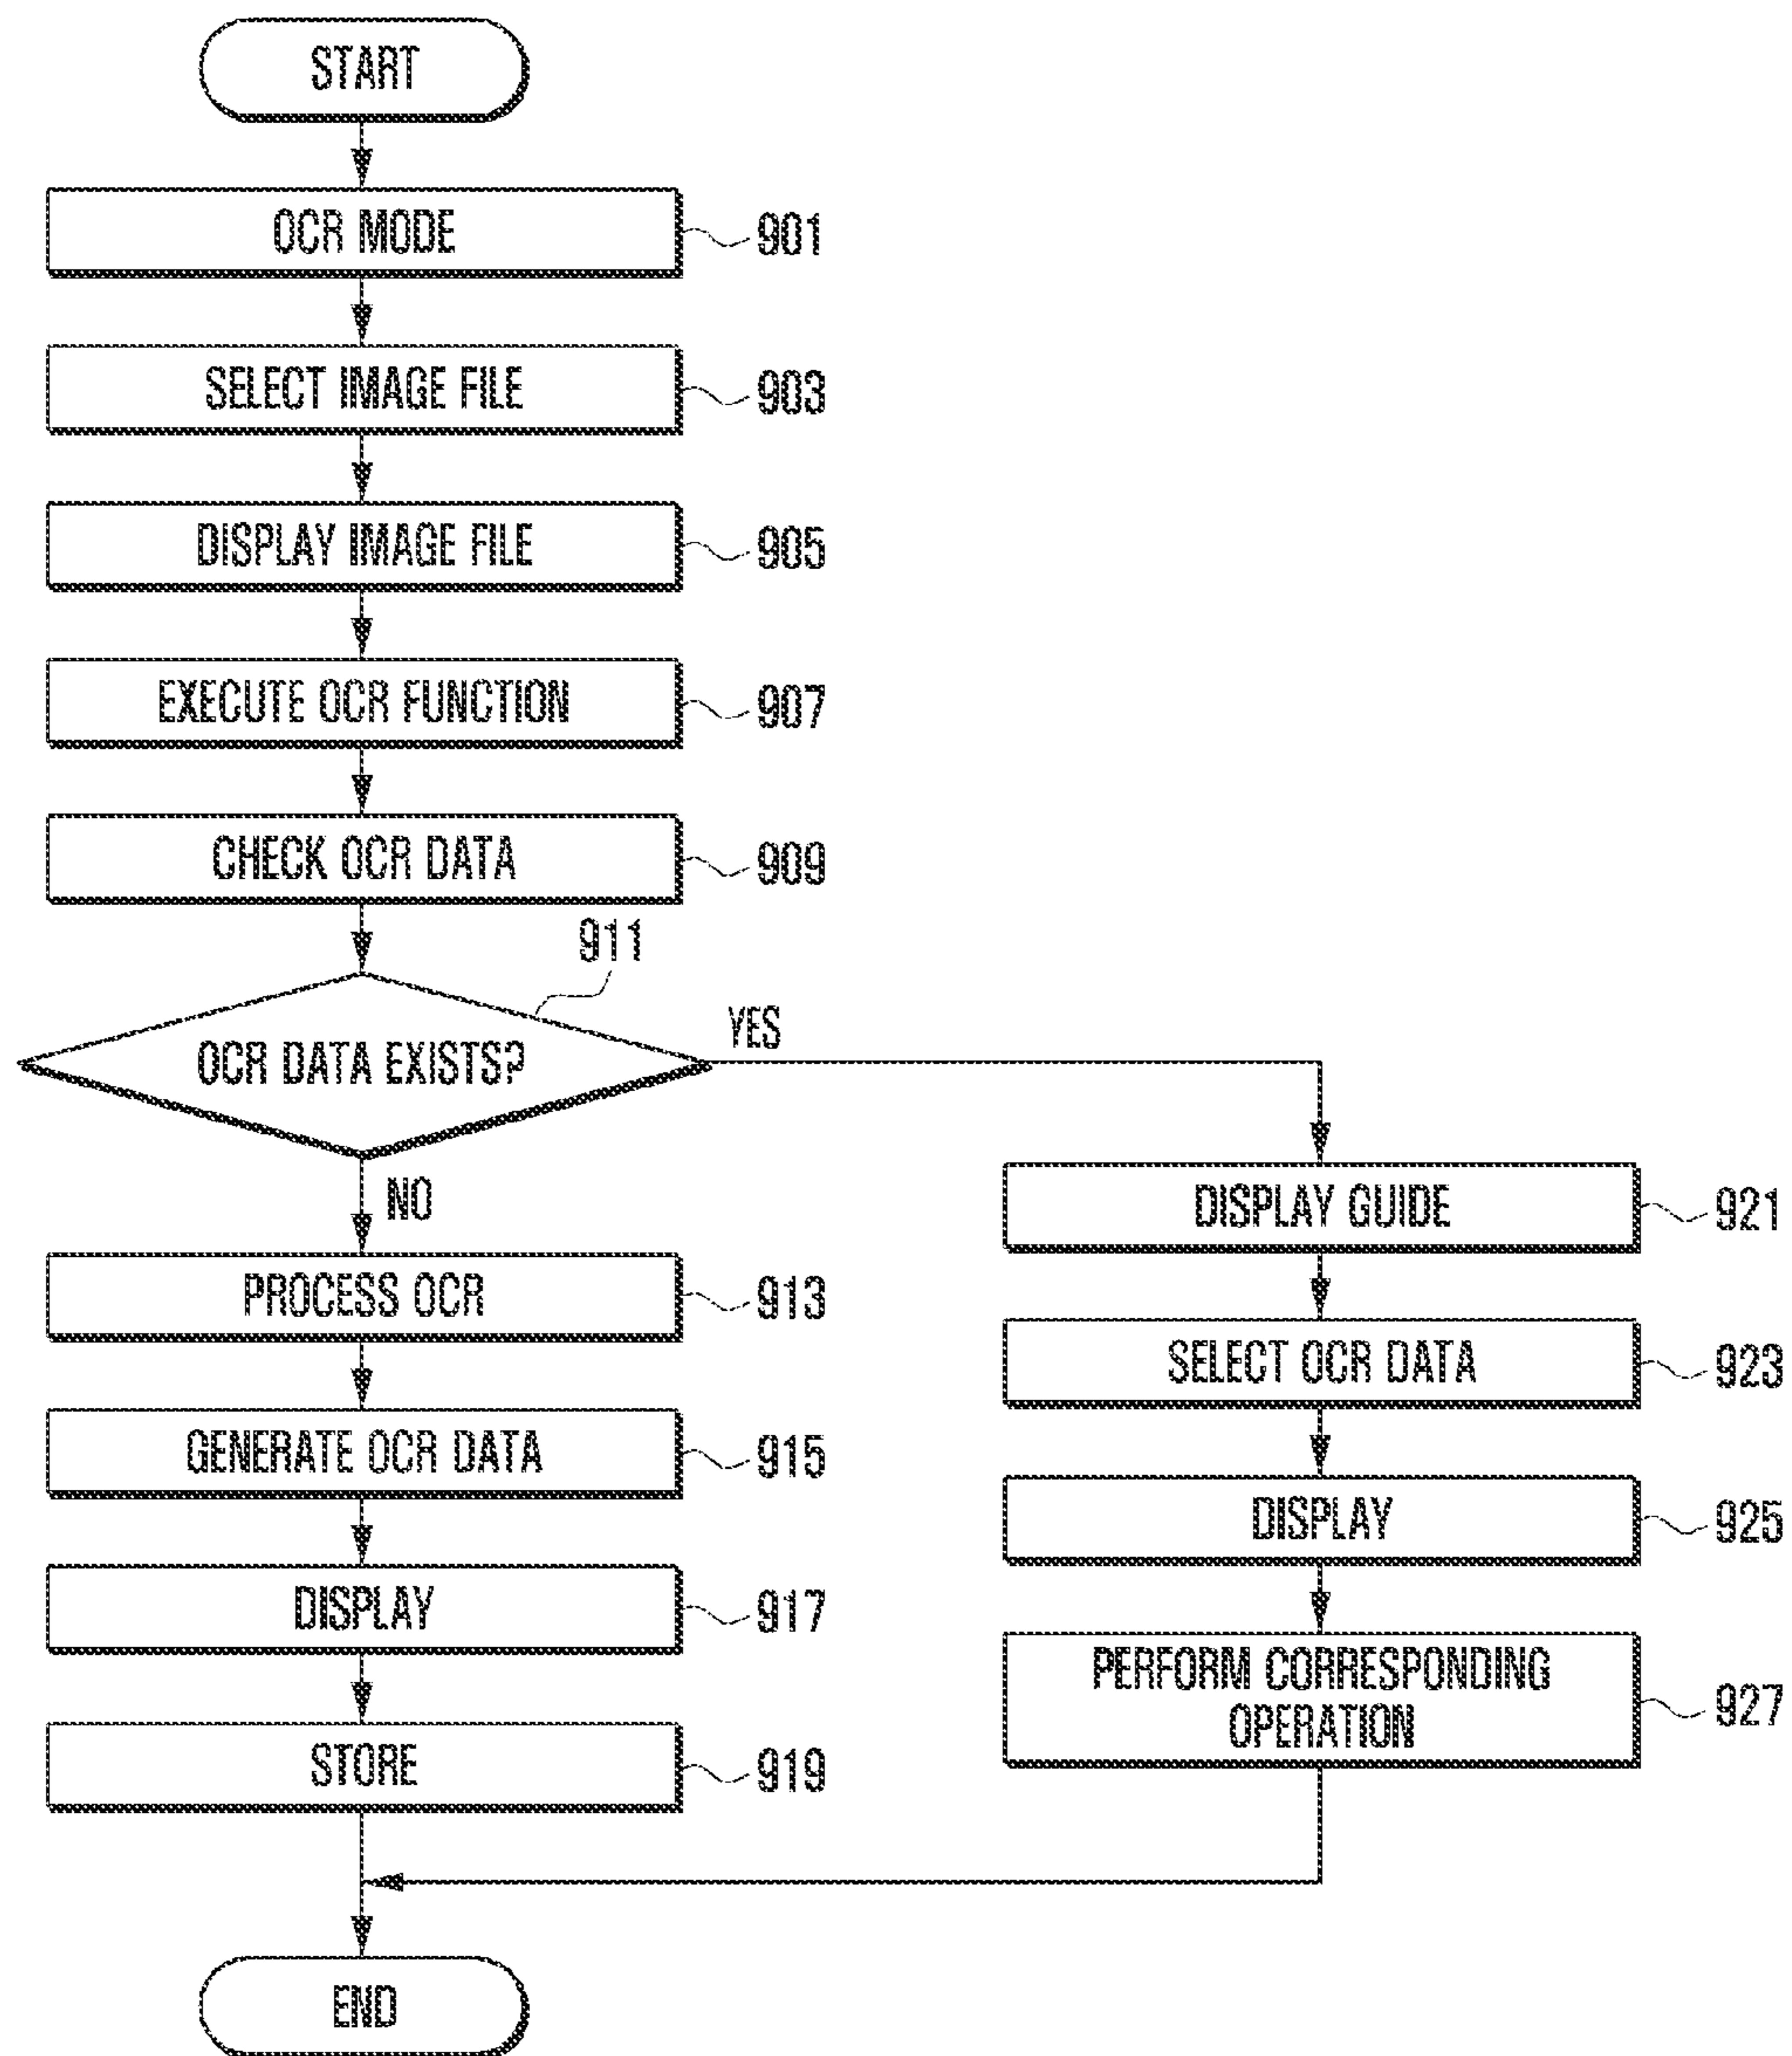 START
OCR MODE
901
SELECT IMAGE FILE
903
DISPLAY IMAGE FILE
905
EXECUTE OCR FUNCTION
907
CHECK OCR DATA
909
911
OCR DATA EXISTS?
YES
NO
PROCESS OCR
913
GENERATE OCR DATA
915
DISPLAY
917
STORE
919
DISPLAY GUIDE
921
SELECT OCR DATA
923
DISPLAY
925
PERFORM CORRESPONDING
OPERATION
927
END